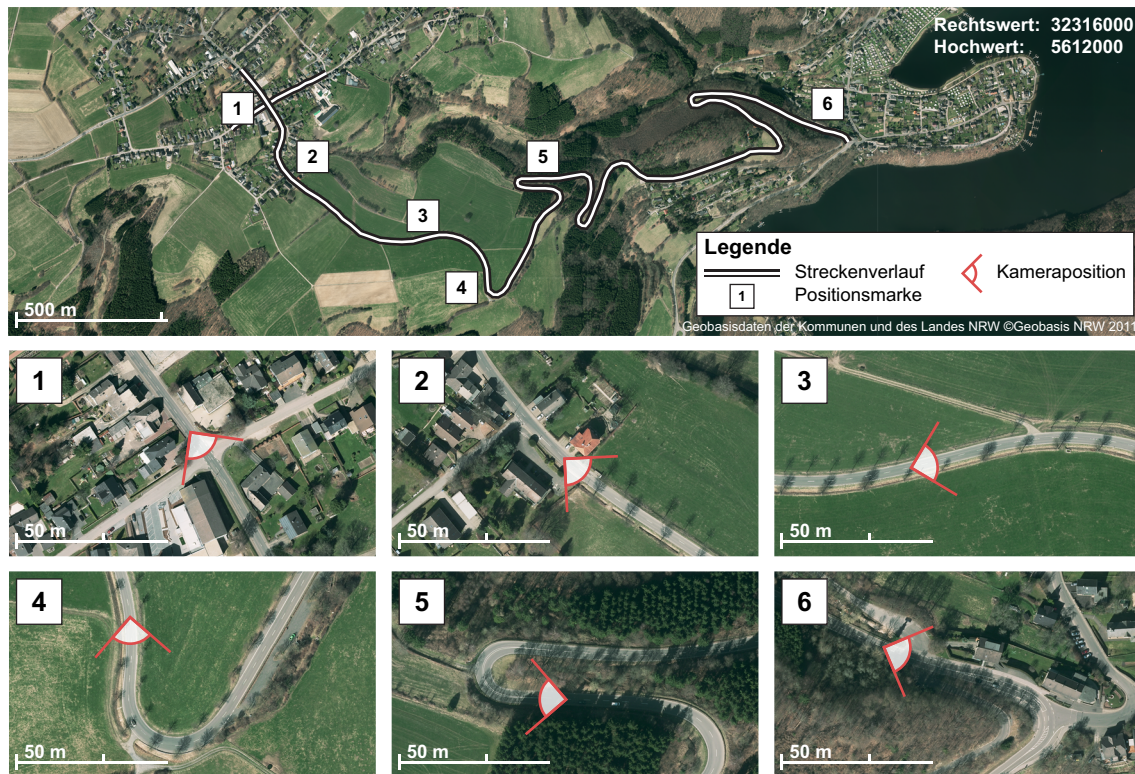 Rechtswert: 32316000
Hochwert: 5612000
1
2
3
4
5
6
500 m
Legende
Streckenverlauf
1 Positionsmarke
Kameraposition
Geobasisdaten der Kommunen und des Landes NRW ©Geobasis NRW 2011
1
50 m
2
50 m
3
50 m
4
50 m
5
50 m
6
50 m